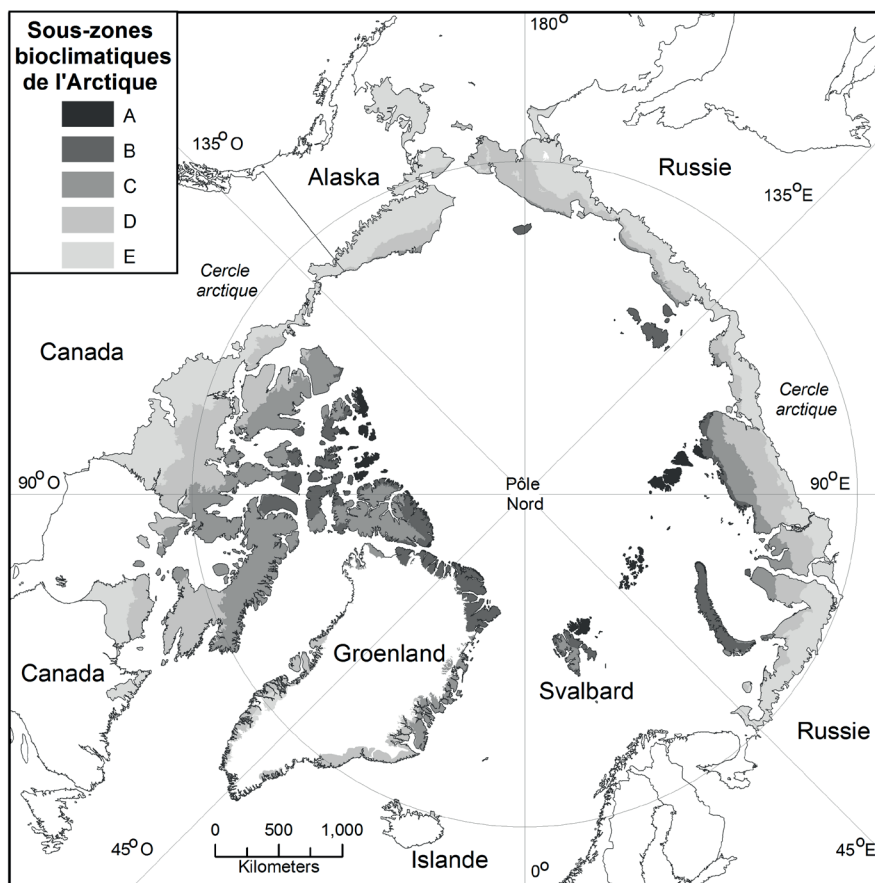 Sous-zones
bioclimatiques
de l'Arctique
A
B
C
D
E
180°
135°O
Alaska
Russie
135°E
Cercle
arctique
Canada
Cercle
arctique
90°O
Pôle
Nord
90°E
Groenland
Canada
Svalbard
Russie
45°O
0
500
1,000
Kilometers
Islande
0°
45°E